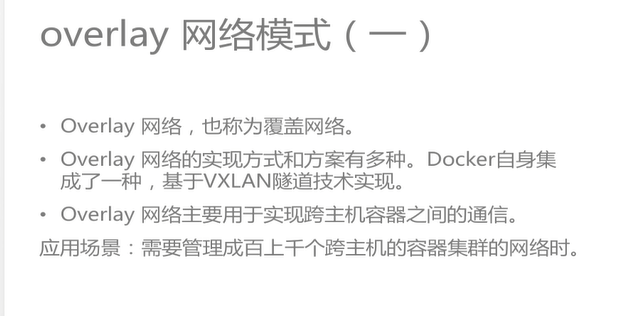 overlay 网络模式（一）
• Overlay 网络，也称为覆盖网络。
• Overlay 网络的实现方式和方案有多种。Docker自身集
成了一种，基于VXLAN隧道技术实现。
• Overlay 网络主要用于实现跨主机容器之间的通信。
应用场景：需要管理成百上千个跨主机的容器集群的网络时。